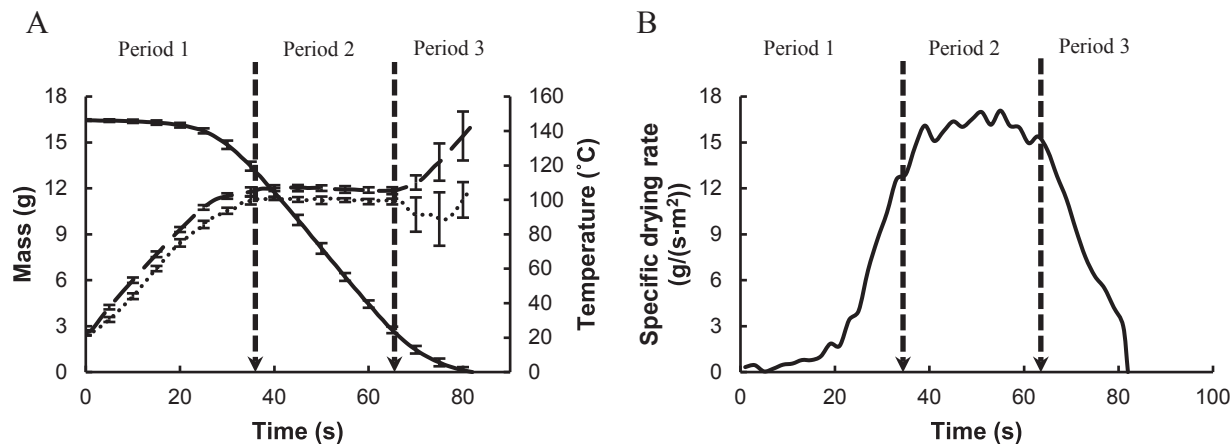 A
Period 1 Period 2 Period 3
18
15
12
9
6
3
0
Mass (g)
160
140
120
100
80
60
40
20
0
Temperature (˚C)
0 20 40 60 80
Time (s)
B
Period 1 Period 2 Period 3
18
15
12
9
6
3
0
Specific drying rate
(g/(s·m²))
0 20 40 60 80 100
Time (s)